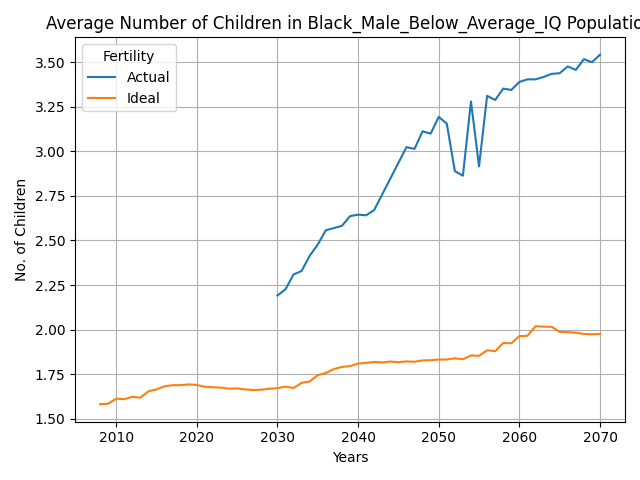 Average Number of Children in Black_Male_Below_Average_IQ Populatio
Fertility
Actual
Ideal
No. of Children
3.50
3.25
3.00
2.75
2.50
2.25
2.00
1.75
1.50
2010 2020 2030 2040 2050 2060 2070
Years